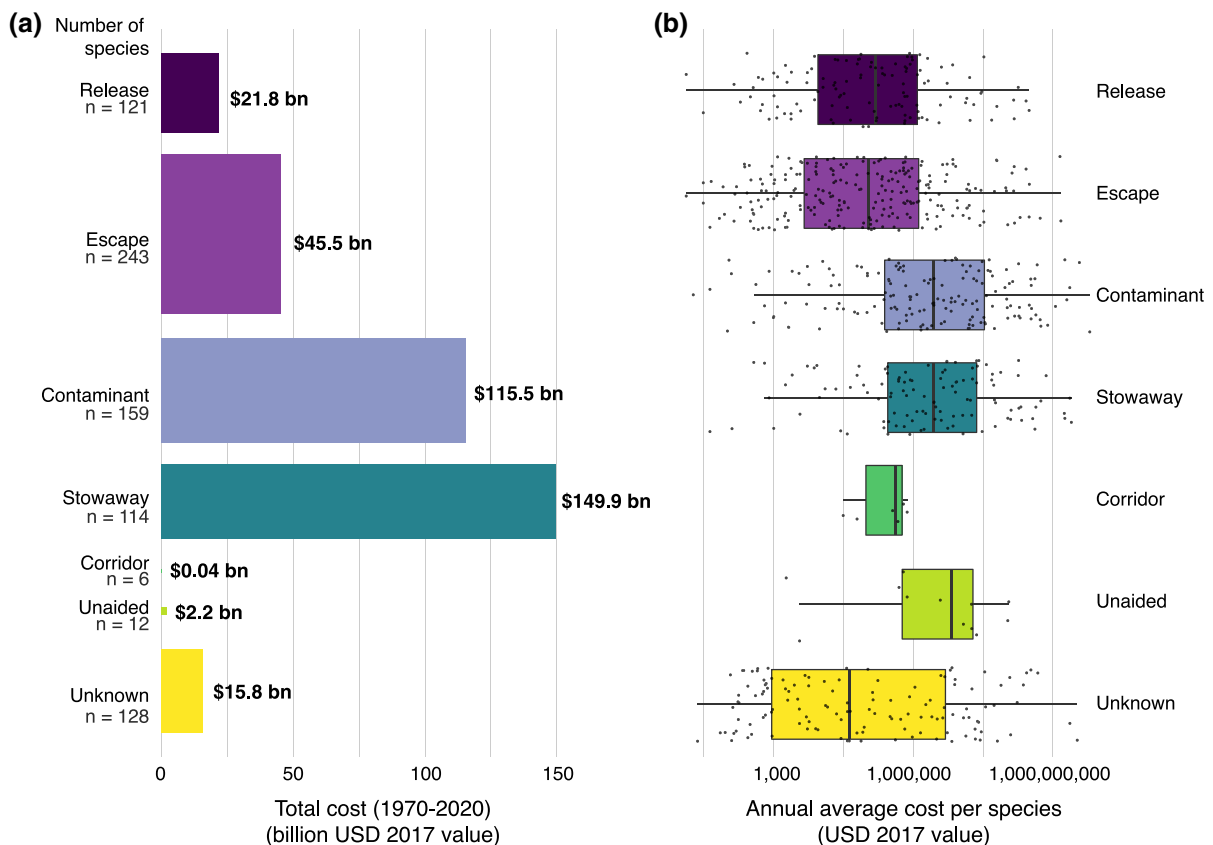 (a)
Number of
species
Release
n = 121
$21.8 bn
Escape
n = 243
$45.5 bn
Contaminant
n = 159
$115.5 bn
Stowaway
n = 114
$149.9 bn
Corridor
n = 6
$0.04 bn
Unaided
n = 12
$2.2 bn
Unknown
n = 128
$15.8 bn
0
50
100
150
Total cost (1970-2020)
(billion USD 2017 value)
(b)
Release
Escape
Contaminant
Stowaway
Corridor
Unaided
Unknown
1,000
1,000,000
1,000,000,000
Annual average cost per species
(USD 2017 value)